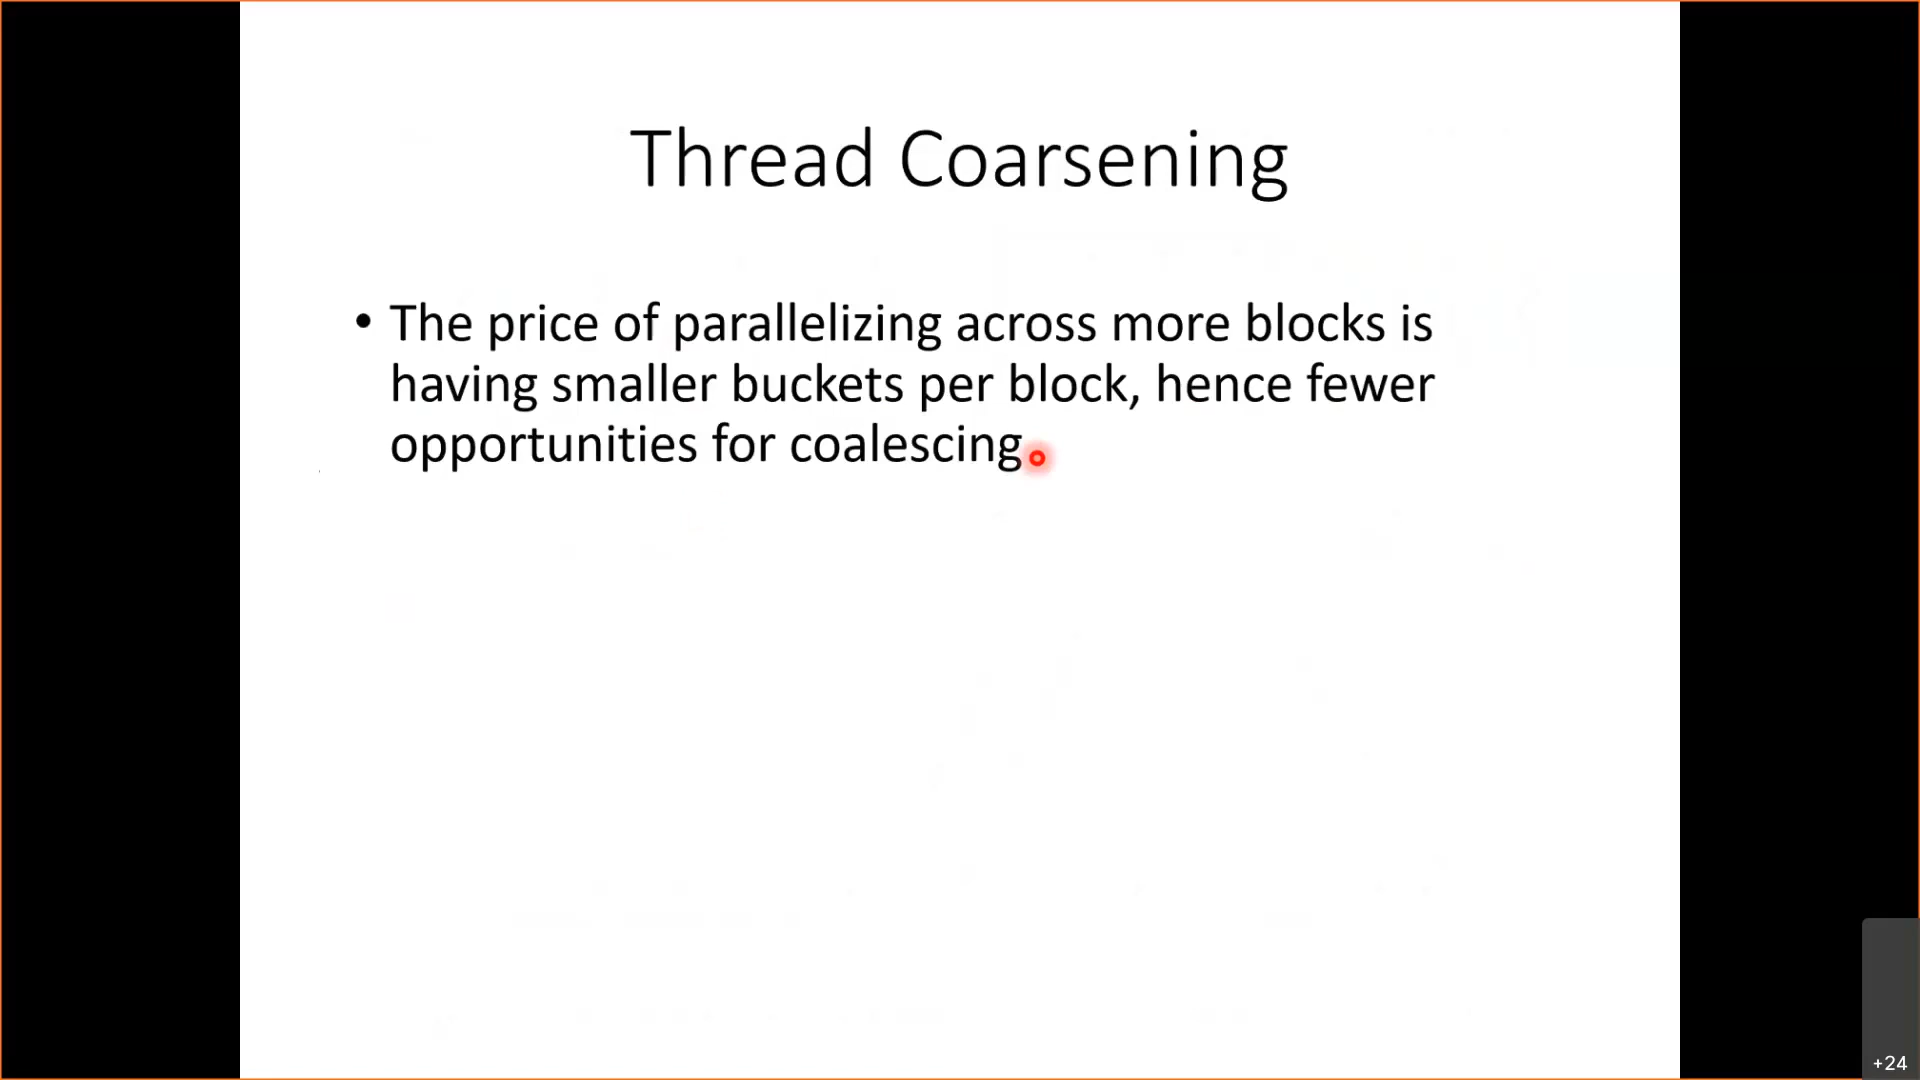 Thread Coarsening
• The price of parallelizing across more blocks is
having smaller buckets per block, hence fewer
opportunities for coalescing
+24